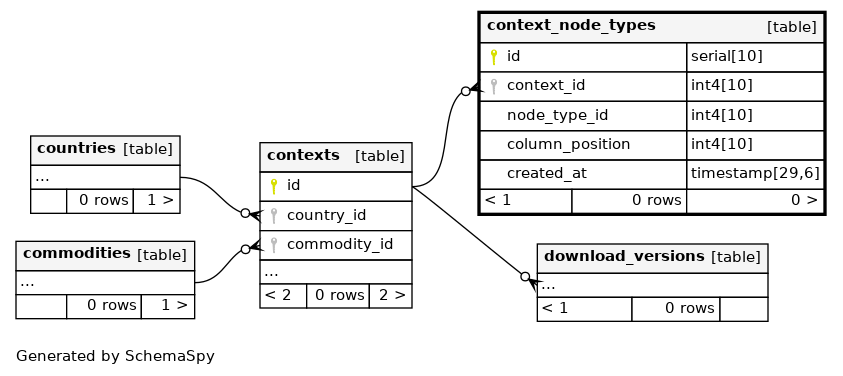 context_node_types [table]
id serial[10]
context_id int4[10]
node_type_id int4[10]
column_position int4[10]
created_at timestamp[29,6]
< 1 0 rows 0 >
countries [table]
...
0 rows 1 >
contexts [table]
id
country_id
commodity_id
...
< 2 0 rows 2 >
commodities [table]
...
0 rows 1 >
download_versions [table]
...
< 1 0 rows
Generated by SchemaSpy